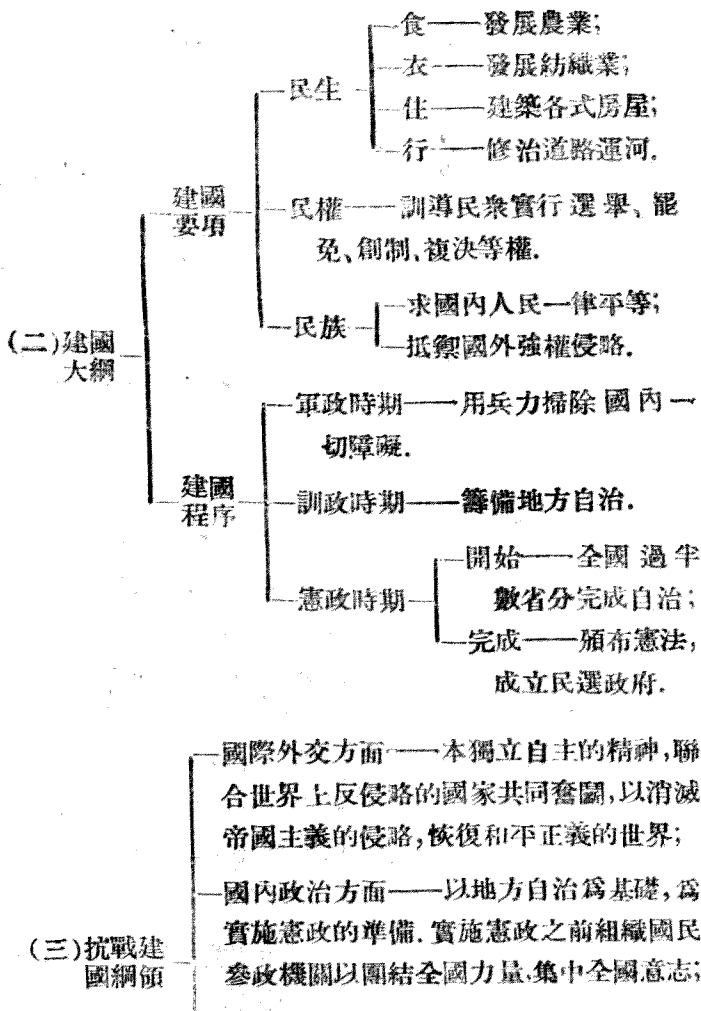 食——發展農業；
衣——發展紡織業；
民生
住——建築各式房屋；
行——修治道路運河.
建國
要項
民權——訓導民衆實行選舉、罷
免、創制、複決等權.
民族
求國內人民一律平等；
抵禦國外強權侵略.
(二)建國
大綱
軍政時期——用兵力掃除國內一
切障礙.
建國
程序
訓政時期——籌備地方自治.
憲政時期
開始——全國過半
數省分完成自治；
完成——頒布憲法，
成立民選政府.
國際外交方面——本獨立自主的精神，聯
合世界上反侵略的國家共同奮鬭，以消滅
帝國主義的侵略，恢復和平正義的世界；
國內政治方面——以地方自治爲基礎，爲
實施憲政的準備.實施憲政之前組織國民
參政機關以團結全國力量，集中全國意志；
(三)抗戰建
國綱領